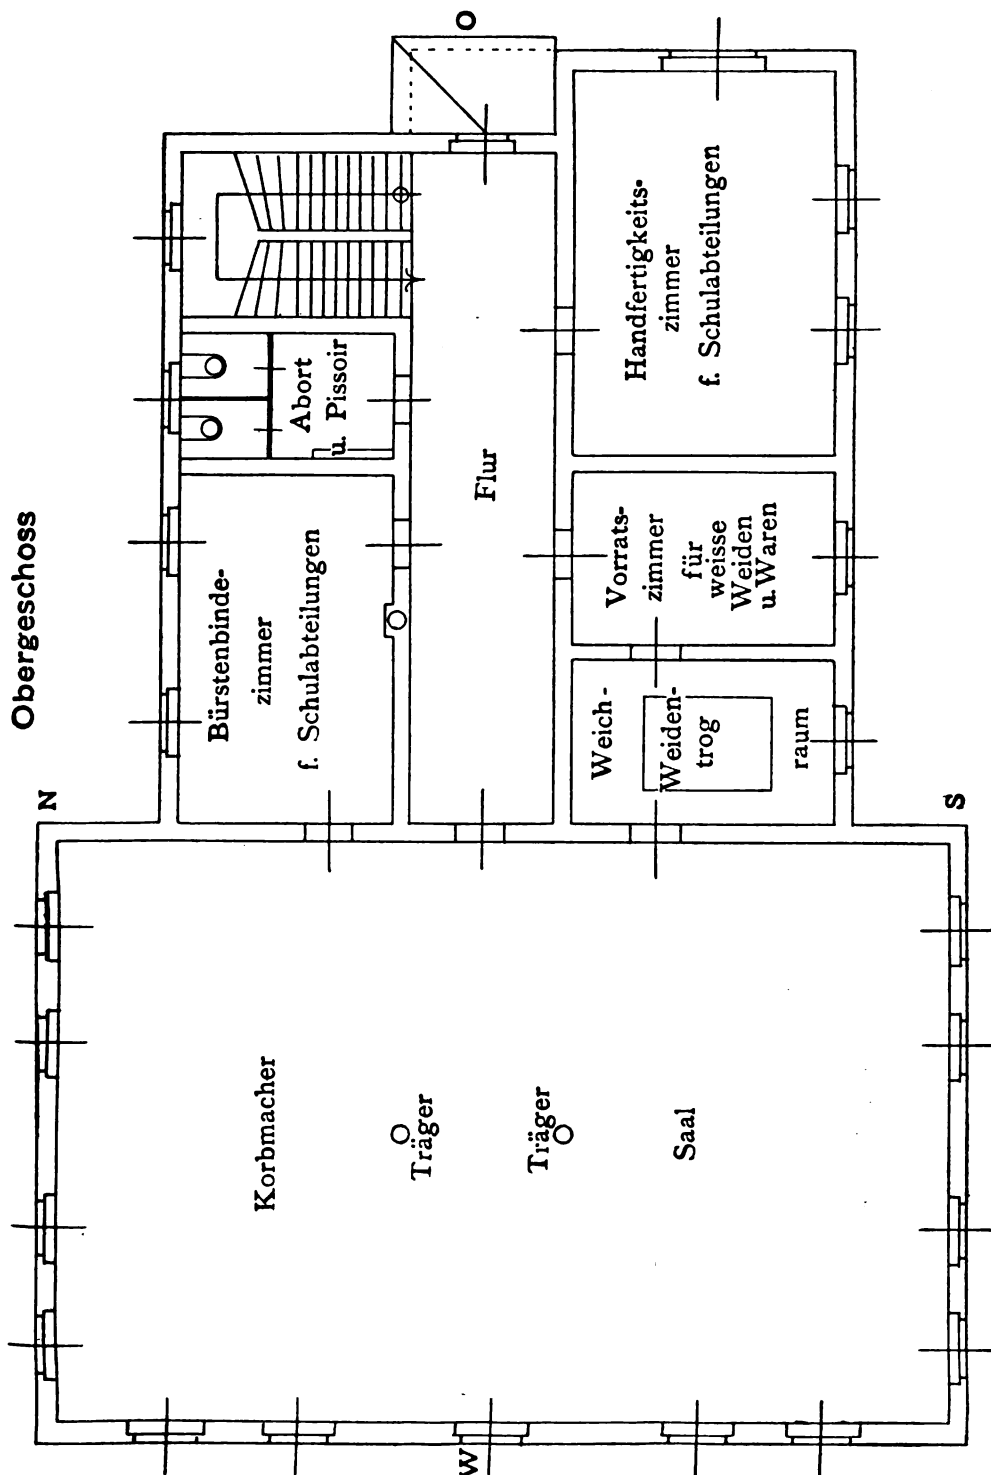 Obergeschoss
N
O
S
W
Bürstenbinde-
zimmer
f. Schulabteilungen
Abort
u. Pissoir
Flur
Handfertigkeits-
zimmer
f. Schulabteilungen
Vorrats-
zimmer
für
weisse
Weiden
u. Waren
Weich-
Weiden-
trog
raum
Korbmacher
Träger
Träger
Saal